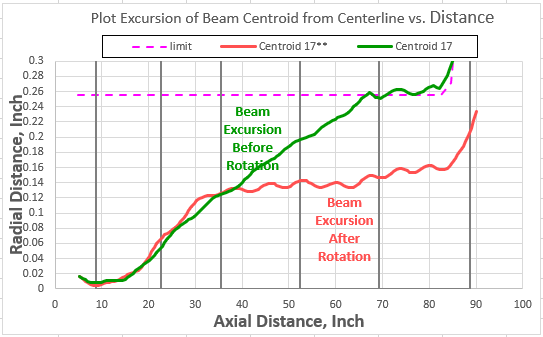 Plot Excursion of Beam Centroid from Centerline vs. Distance
limit
Centroid 17**
Centroid 17
0.3
0.28
0.26
0.24
0.22
0.2
0.18
0.16
0.14
0.12
0.1
0.08
0.06
0.04
0.02
0
Radial Distance, Inch
Beam
Excursion
Before
Rotation
Beam
Excursion
After
Rotation
0 10 20 30 40 50 60 70 80 90 100
Axial Distance, Inch